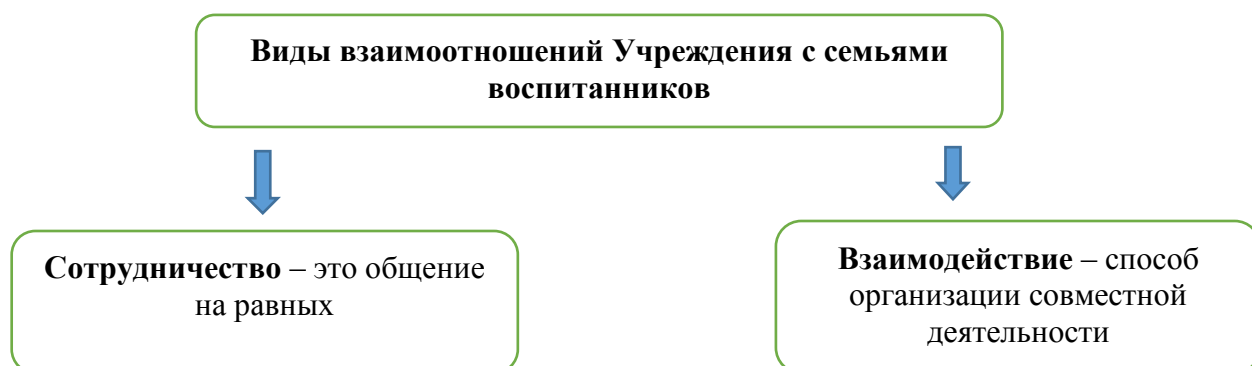 Виды взаимоотношений Учреждения с семьями
воспитанников
Сотрудничество – это общение
на равных
Взаимодействие – способ
организации совместной
деятельности